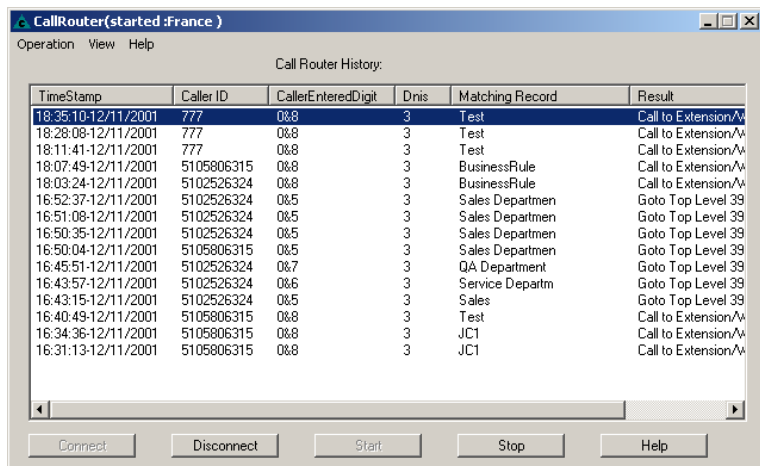 CallRouter(started :France )
Operation View Help
Call Router History:
TimeStamp Caller ID CallerEnteredDigit Dnis Matching Record Result
18:35:10-12/11/2001 777 0&8 3 Test Call to Extension/
18:28:08-12/11/2001 777 0&8 3 Test Call to Extension/
18:11:41-12/11/2001 777 0&8 3 Test Call to Extension/
18:07:49-12/11/2001 5105806315 0&8 3 BusinessRule Call to Extension/
18:03:24-12/11/2001 5102526324 0&8 3 BusinessRule Call to Extension/
16:52:37-12/11/2001 5102526324 0&5 3 Sales Departmen Goto Top Level 39
16:51:08-12/11/2001 5102526324 0&5 3 Sales Departmen Goto Top Level 39
16:50:35-12/11/2001 5102526324 0&5 3 Sales Departmen Goto Top Level 39
16:50:04-12/11/2001 5105806315 0&5 3 Sales Departmen Goto Top Level 39
16:45:51-12/11/2001 5102526324 0&7 3 QA Department Goto Top Level 39
16:43:57-12/11/2001 5102526324 0&6 3 Service Departm Goto Top Level 39
16:43:15-12/11/2001 5102526324 0&5 3 Sales Goto Top Level 39
16:40:49-12/11/2001 5105806315 0&8 3 Test Call to Extension/
16:34:36-12/11/2001 5105806315 0&8 3 JC1 Call to Extension/
16:31:13-12/11/2001 5105806315 0&8 3 JC1 Call to Extension/
Connect Disconnect Start Stop Help